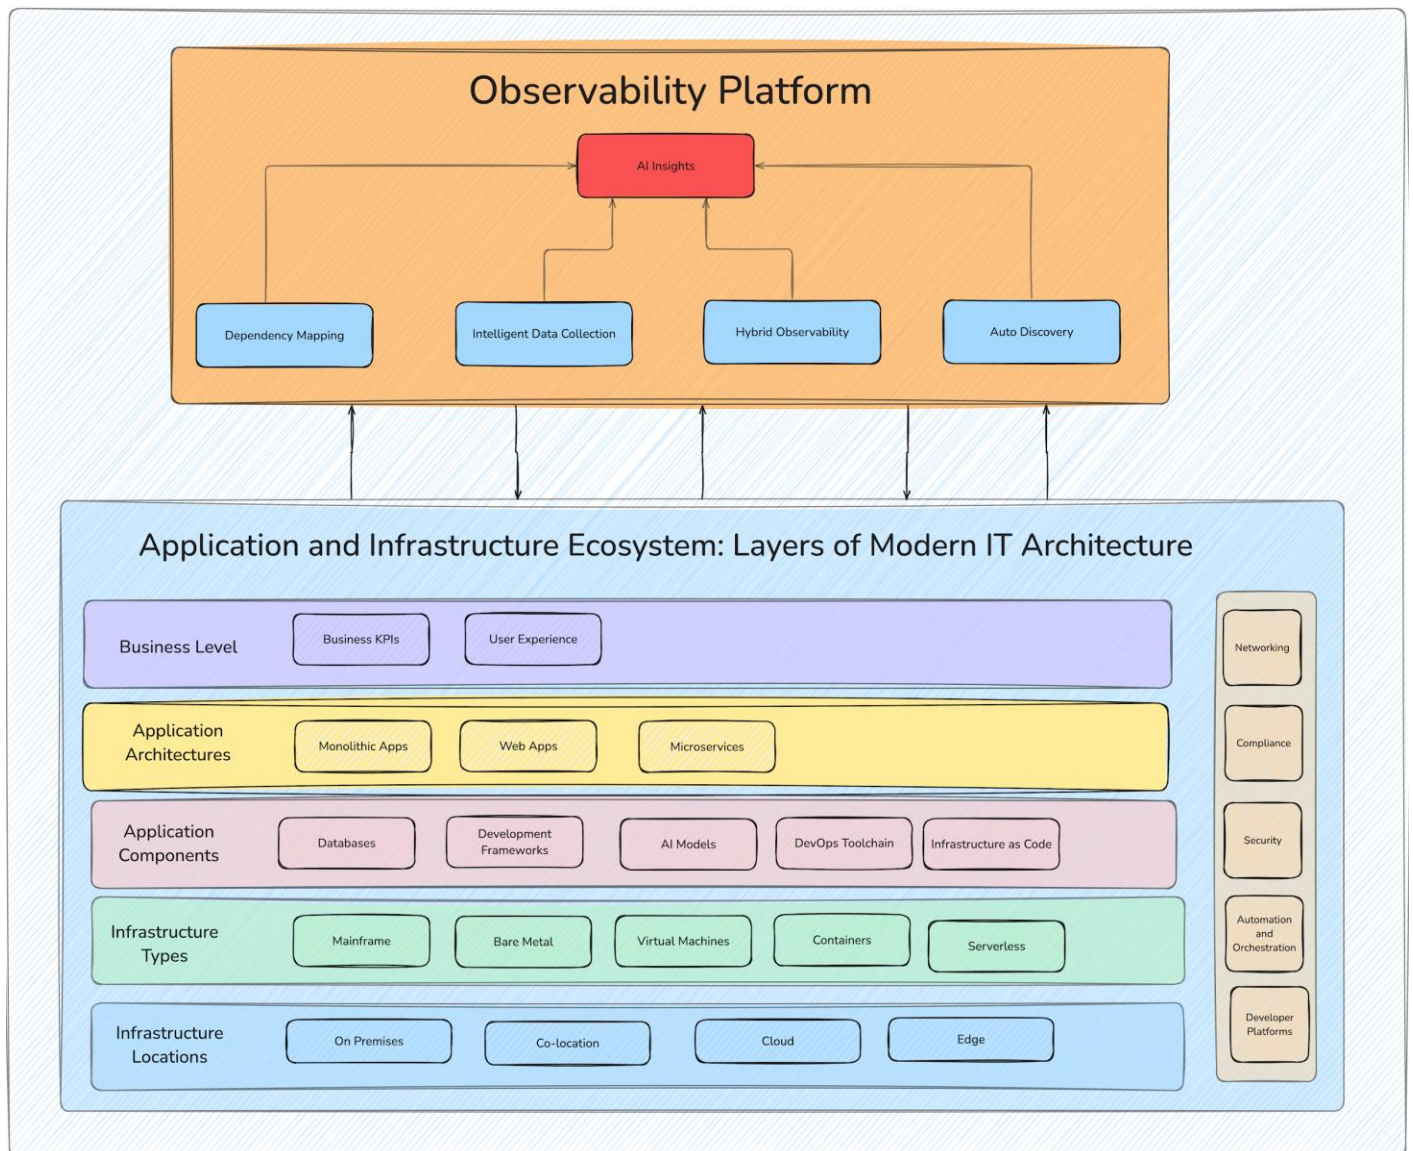 Observability Platform
AI Insights
Dependency Mapping
Intelligent Data Collection
Hybrid Observability
Auto Discovery
Application and Infrastructure Ecosystem: Layers of Modern IT Architecture
Business Level
Business KPIs
User Experience
Application
Architectures
Monolithic Apps
Web Apps
Microservices
Application
Components
Databases
Development
Frameworks
AI Models
DevOps Toolchain
Infrastructure as Code
Infrastructure
Types
Mainframe
Bare Metal
Virtual Machines
Containers
Serverless
Infrastructure
Locations
On Premises
Co-location
Cloud
Edge
Networking
Compliance
Security
Automation
and
Orchestration
Developer
Platforms